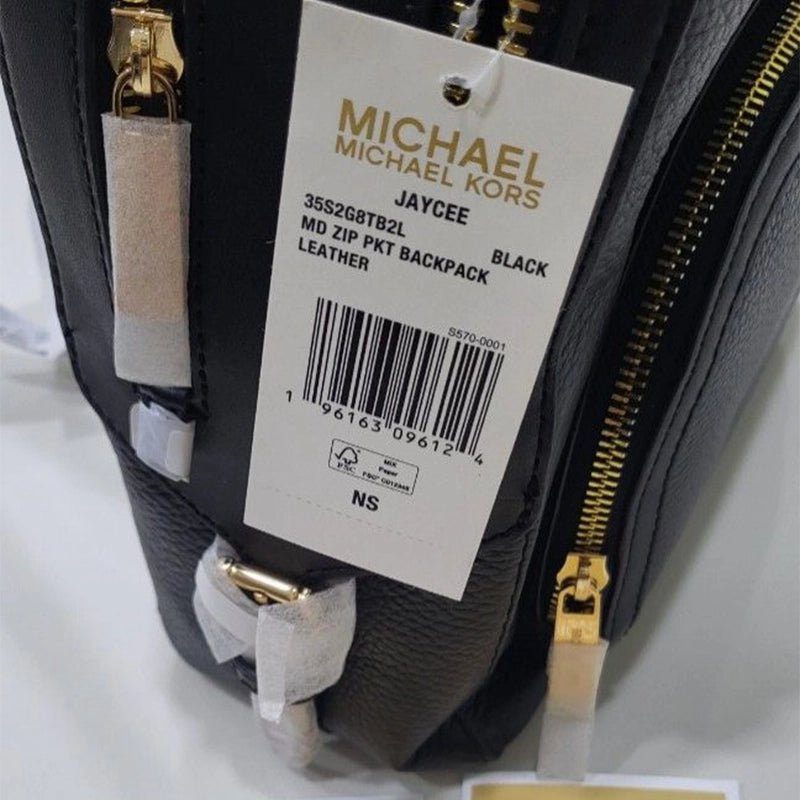 MICHAEL
MICHAEL KORS
JAYCEE
35S2G8TB2L
MD ZIP PKT BACKPACK
BLACK
LEATHER
S570-0001
1 96163 09612 4
FSC
MIX
Paper
NS